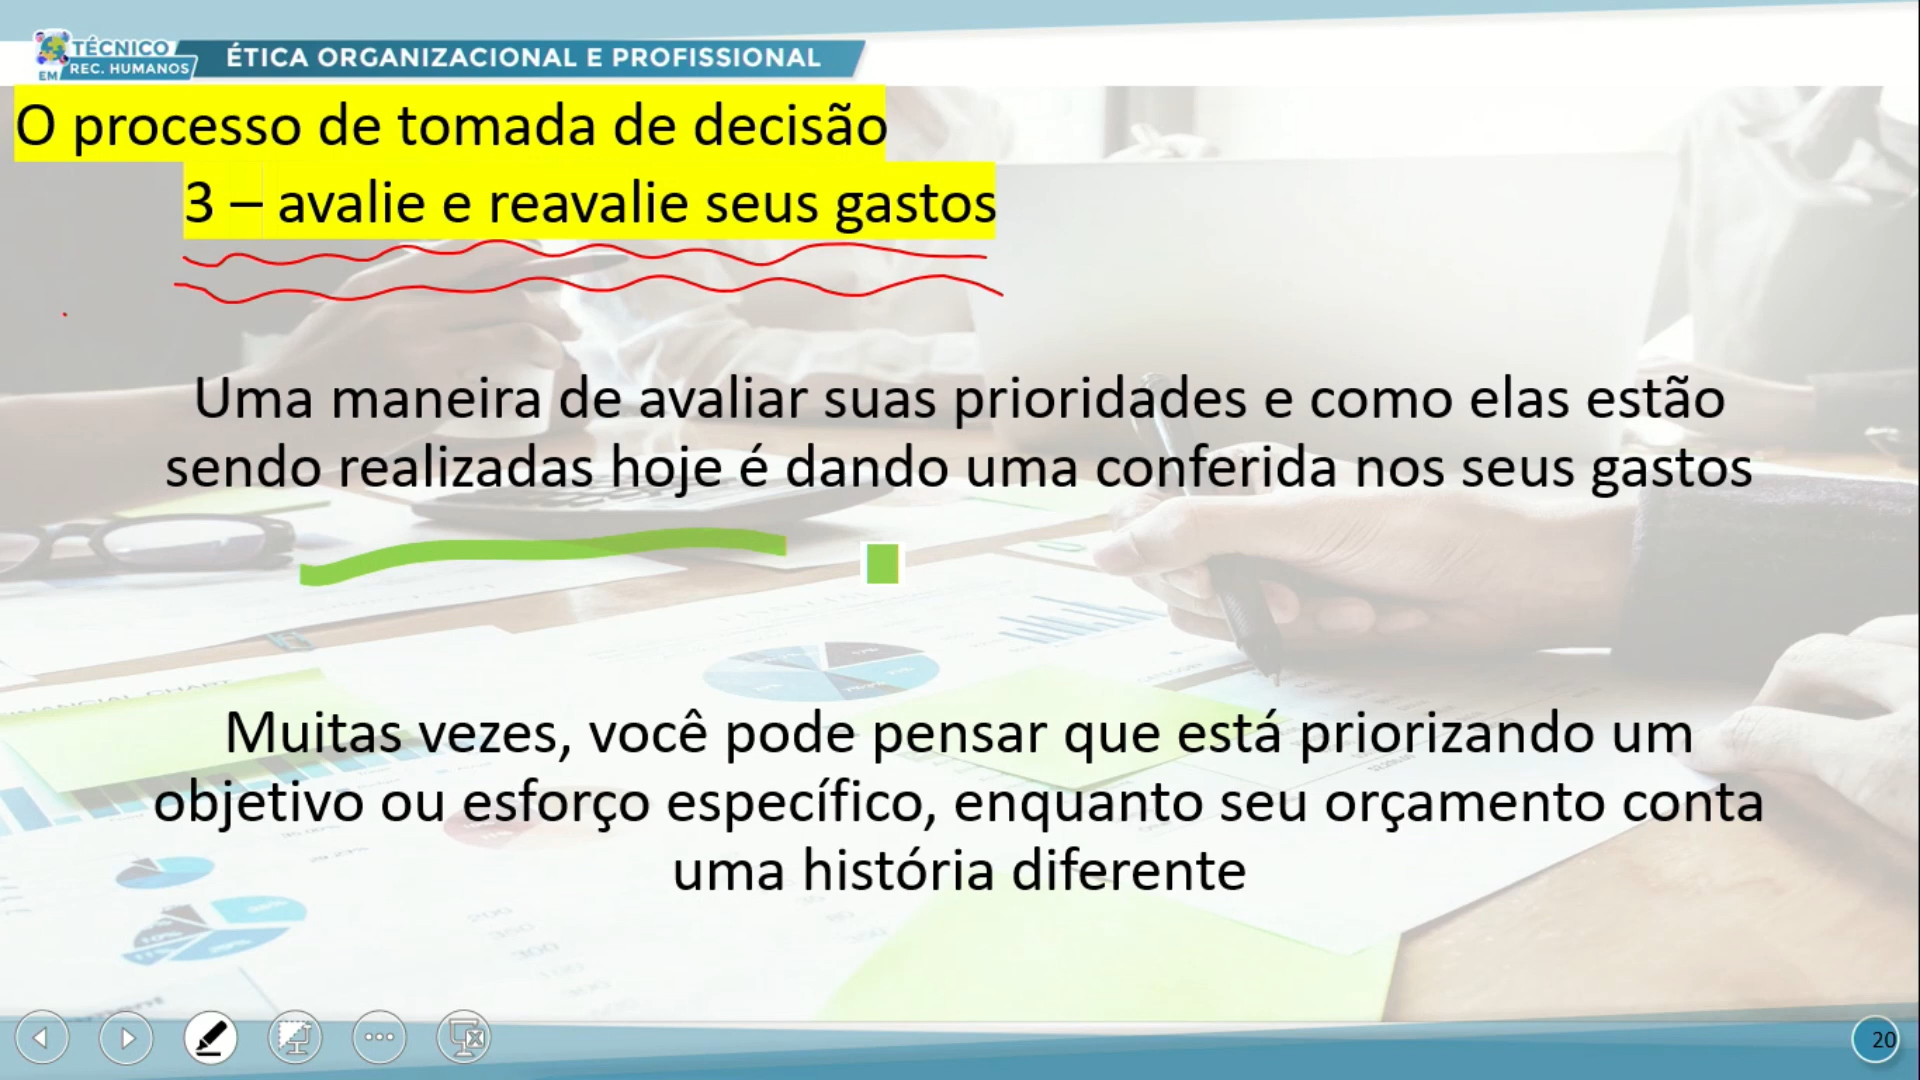 TÉCNICO
EM REC. HUMANOS
ÉTICA ORGANIZACIONAL E PROFISSIONAL
O processo de tomada de decisão
3 – avalie e reavalie seus gastos
Uma maneira de avaliar suas prioridades e como elas estão
sendo realizadas hoje é dando uma conferida nos seus gastos
Muitas vezes, você pode pensar que está priorizando um
objetivo ou esforço específico, enquanto seu orçamento conta
uma história diferente
20